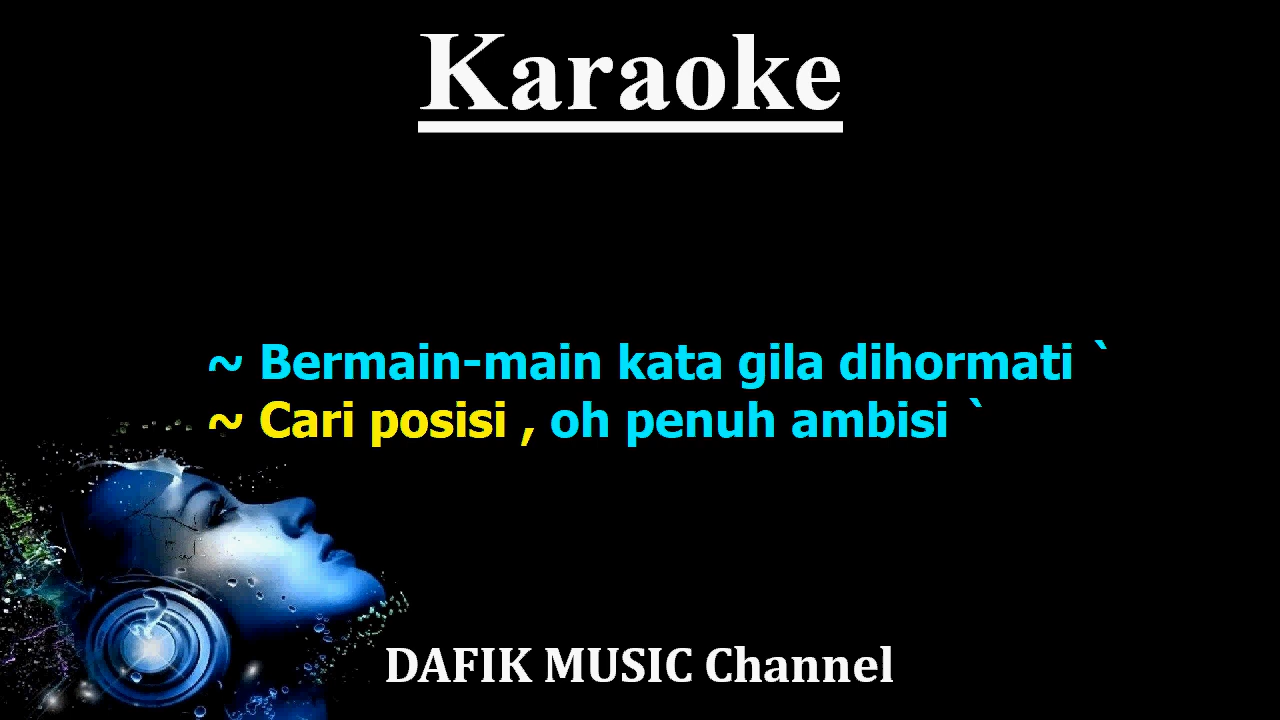 Karaoke
~ Bermain-main kata gila dihormati `
~ Cari posisi , oh penuh ambisi `
DAFIK MUSIC Channel